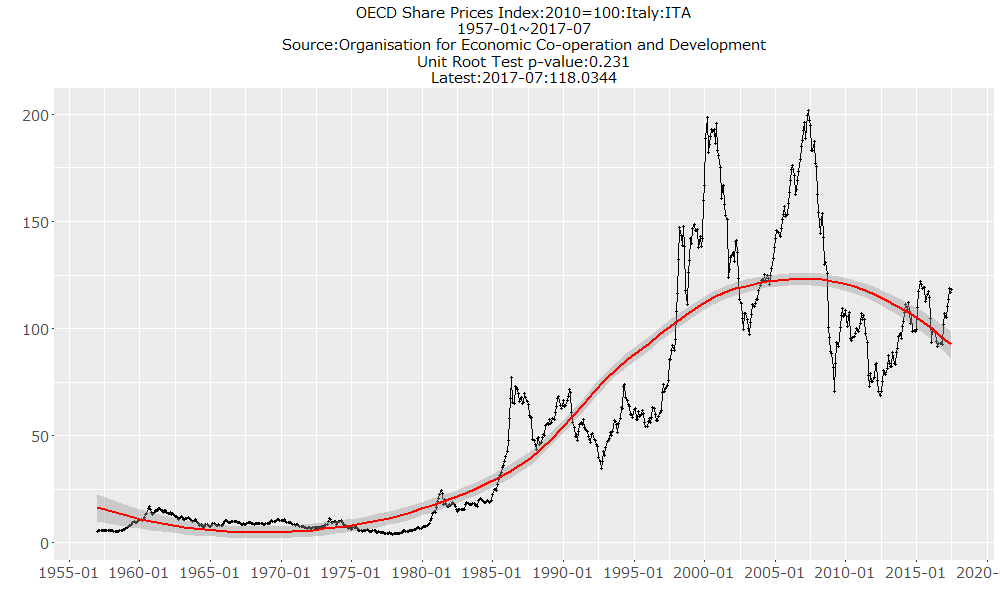 OECD Share Prices Index:2010=100:Italy:ITA
1957-01~2017-07
Source:Organisation for Economic Co-operation and Development
Unit Root Test p-value:0.231
Latest:2017-07:118.0344
200
150
100
50
0
1955-01 1960-01 1965-01 1970-01 1975-01 1980-01 1985-01 1990-01 1995-01 2000-01 2005-01 2010-01 2015-01 2020-